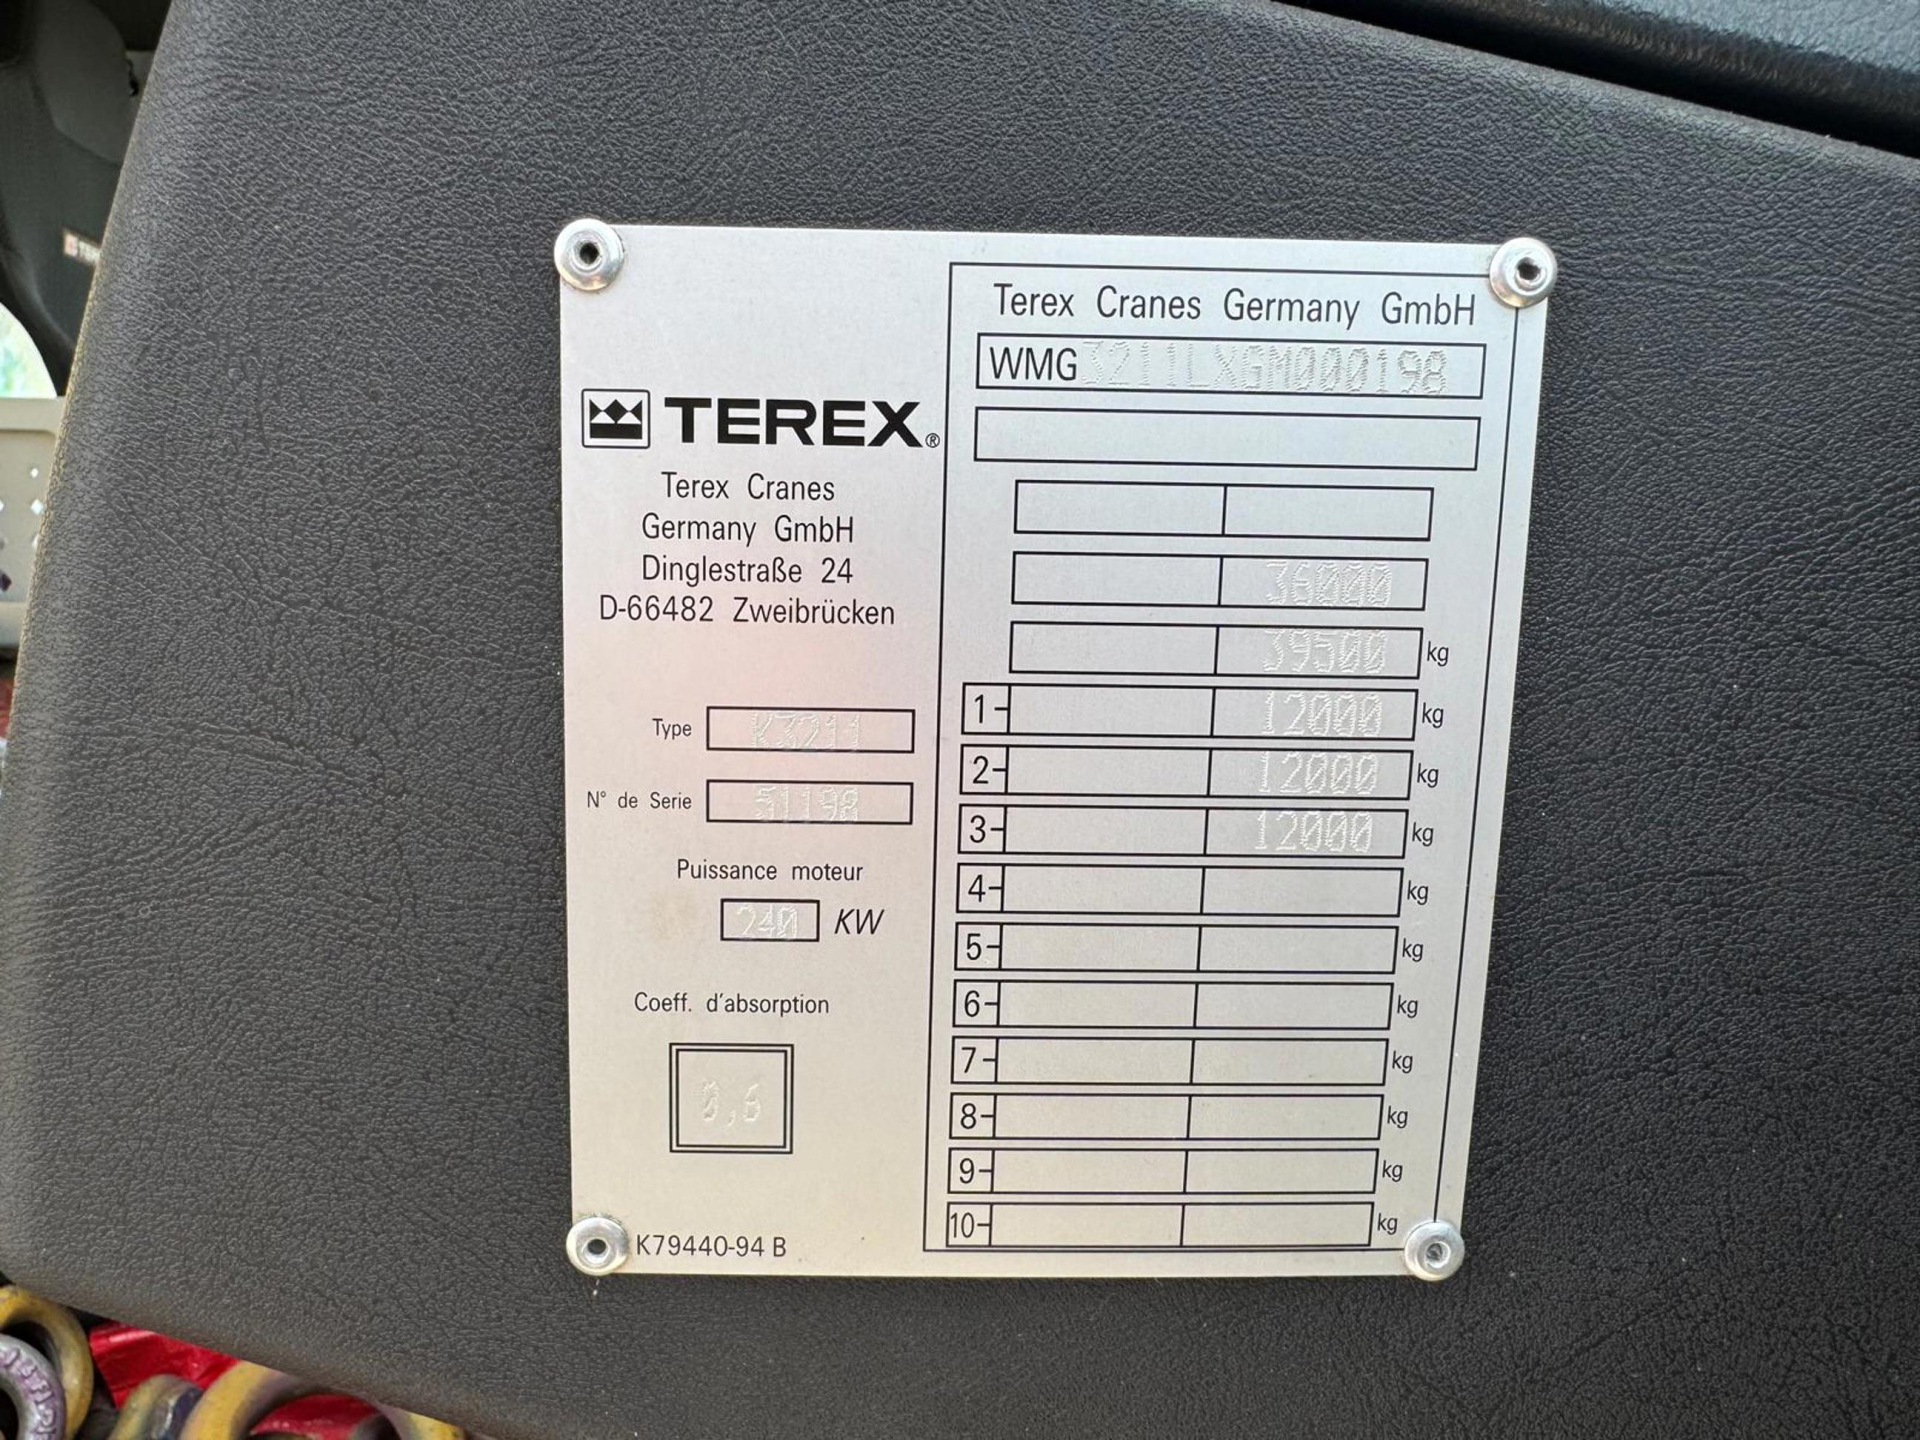 TEREX®
Terex Cranes
Germany GmbH
Dinglestraße 24
D-66482 Zweibrücken
Type K3211
N° de Serie 51198
Puissance moteur
240 KW
Coeff. d'absorption
0,6
K79440-94 B
Terex Cranes Germany GmbH
WMG3211LXGM000198
36000
39500 kg
1- 12000 kg
2- 12000 kg
3- 12000 kg
4- kg
5- kg
6- kg
7- kg
8- kg
9- kg
10- kg